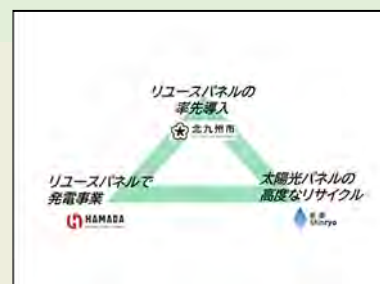 リユースパネルの
率先導入
北九州市
リユースパネルで
発電事業
HAMADA
太陽光パネルの
高度なリサイクル
新菱
Shinryo